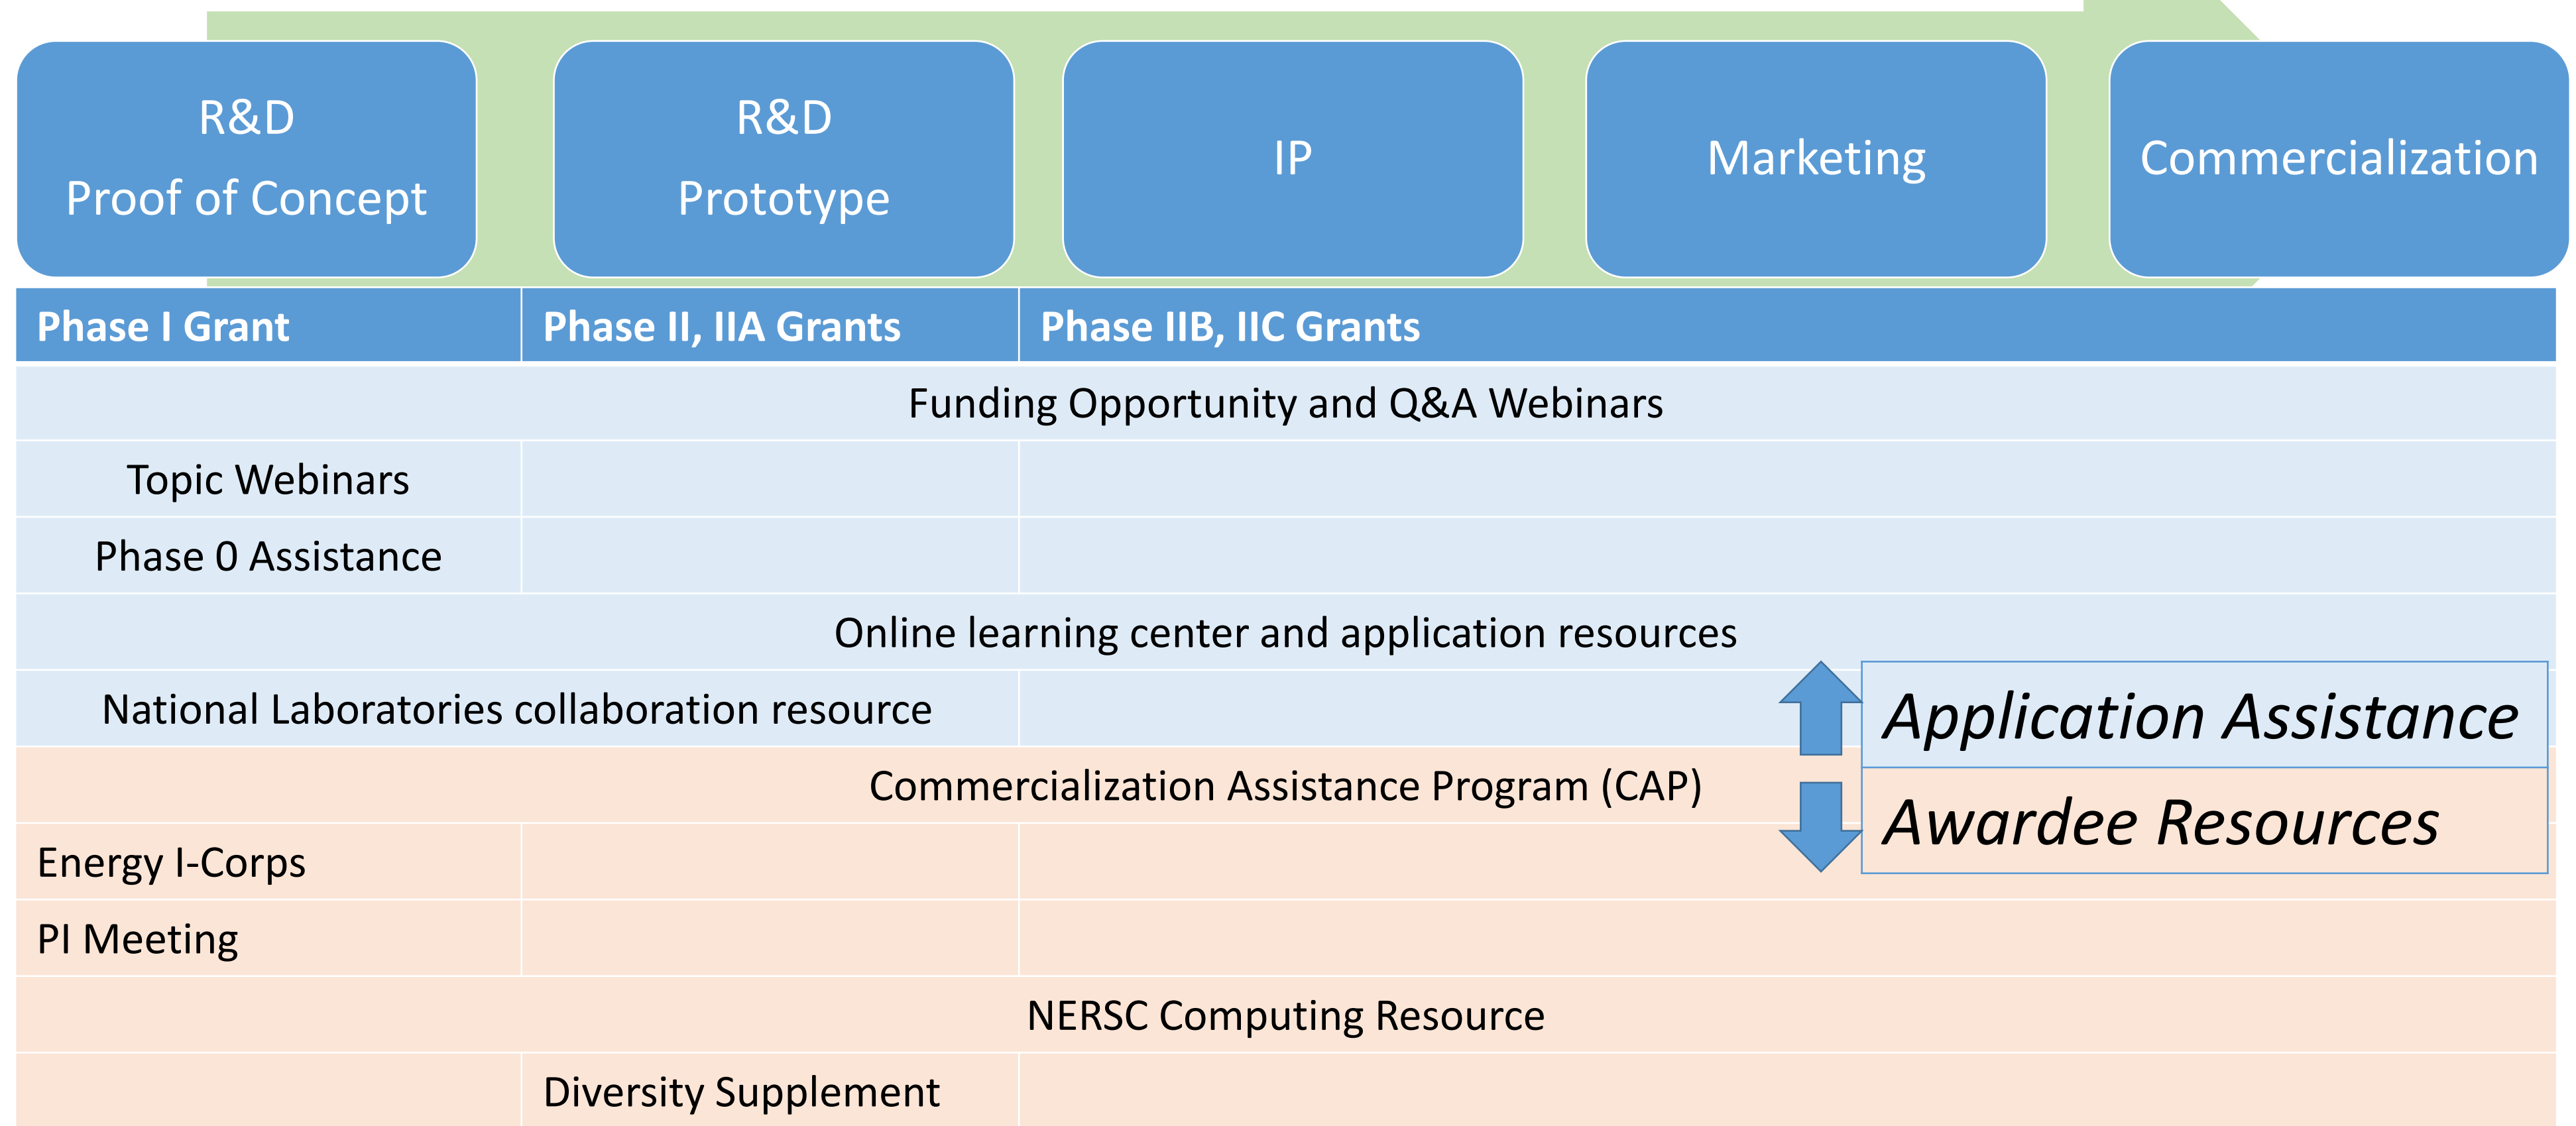 R&D
Proof of Concept
R&D
Prototype
IP
Marketing
Commercialization
Phase I Grant
Phase II, IIA Grants
Phase IIB, IIC Grants
Funding Opportunity and Q&A Webinars
Topic Webinars
Phase 0 Assistance
Online learning center and application resources
National Laboratories collaboration resource
Application Assistance
Commercialization Assistance Program (CAP)
Awardee Resources
Energy I-Corps
PI Meeting
NERSC Computing Resource
Diversity Supplement